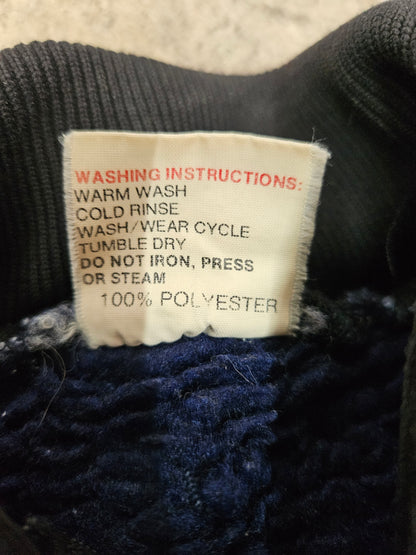 WASHING INSTRUCTIONS:
WARM WASH
COLD RINSE
WASH/WEAR CYCLE
TUMBLE DRY
DO NOT IRON, PRESS
OR STEAM
100% POLYESTER